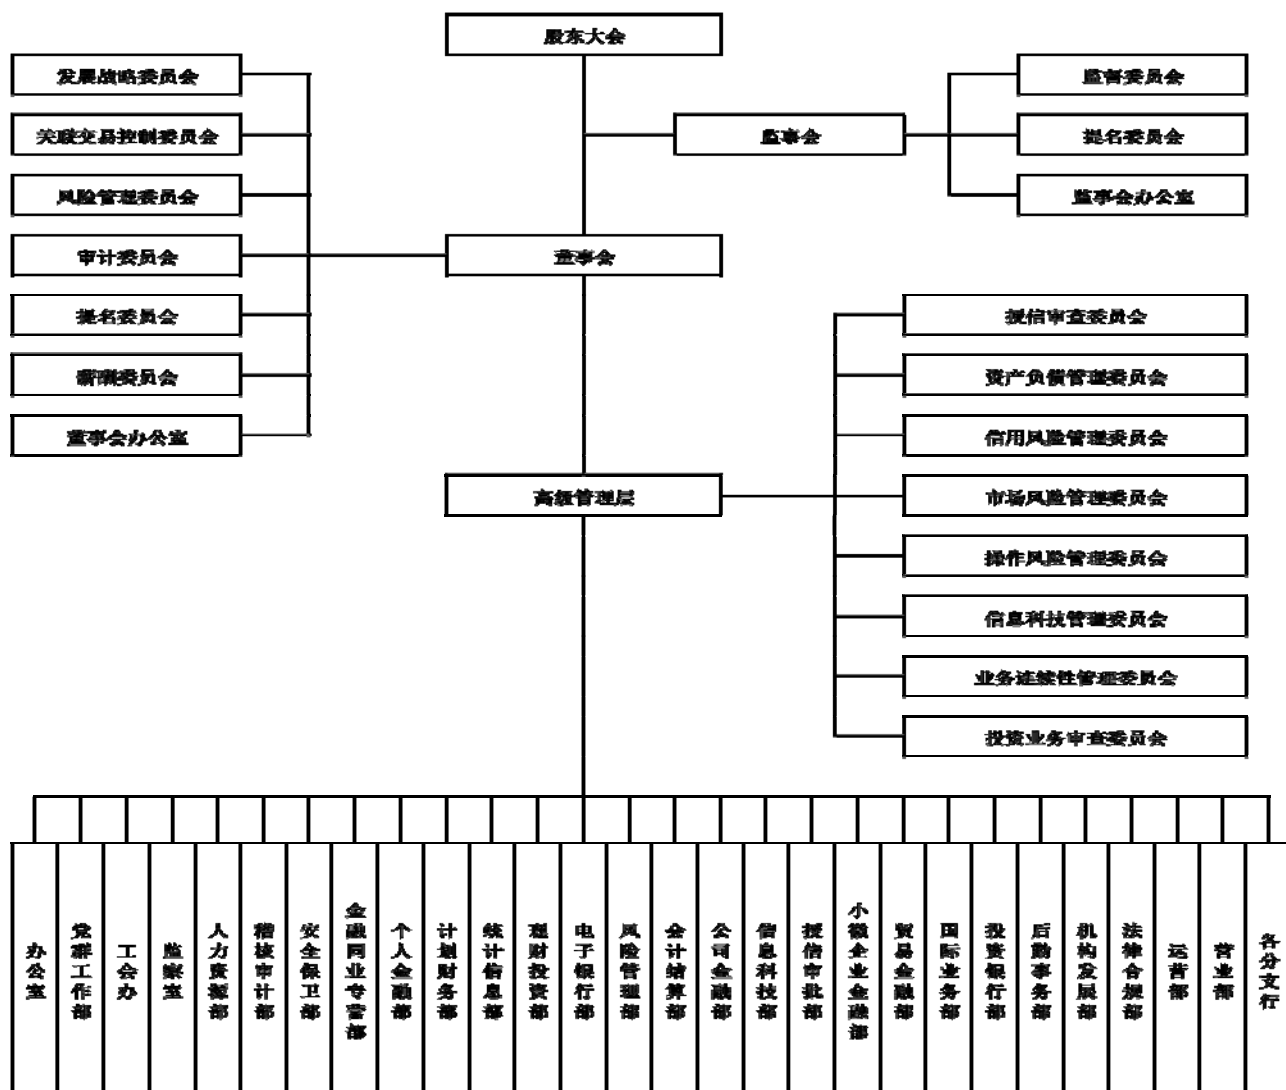 股东大会
发展战略委员会
关联交易控制委员会
风险管理委员会
审计委员会
提名委员会
薪酬委员会
董事会办公室
监事会
监督委员会
提名委员会
监事会办公室
董事会
高级管理层
授信审查委员会
资产负债管理委员会
信用风险管理委员会
市场风险管理委员会
操作风险管理委员会
信息科技管理委员会
业务连续性管理委员会
投资业务审查委员会
办公室
党群工作部
工会办
监察室
人力资源部
稽核审计部
安全保卫部
金融同业专营部
个人金融部
计划财务部
统计信息部
理财投资部
电子银行部
风险管理部
会计结算部
公司金融部
信息科技部
授信审批部
小微企业金融部
贸易金融部
国际业务部
投资银行部
后勤事务部
机构发展部
法律合规部
运营部
营业部
各分支行